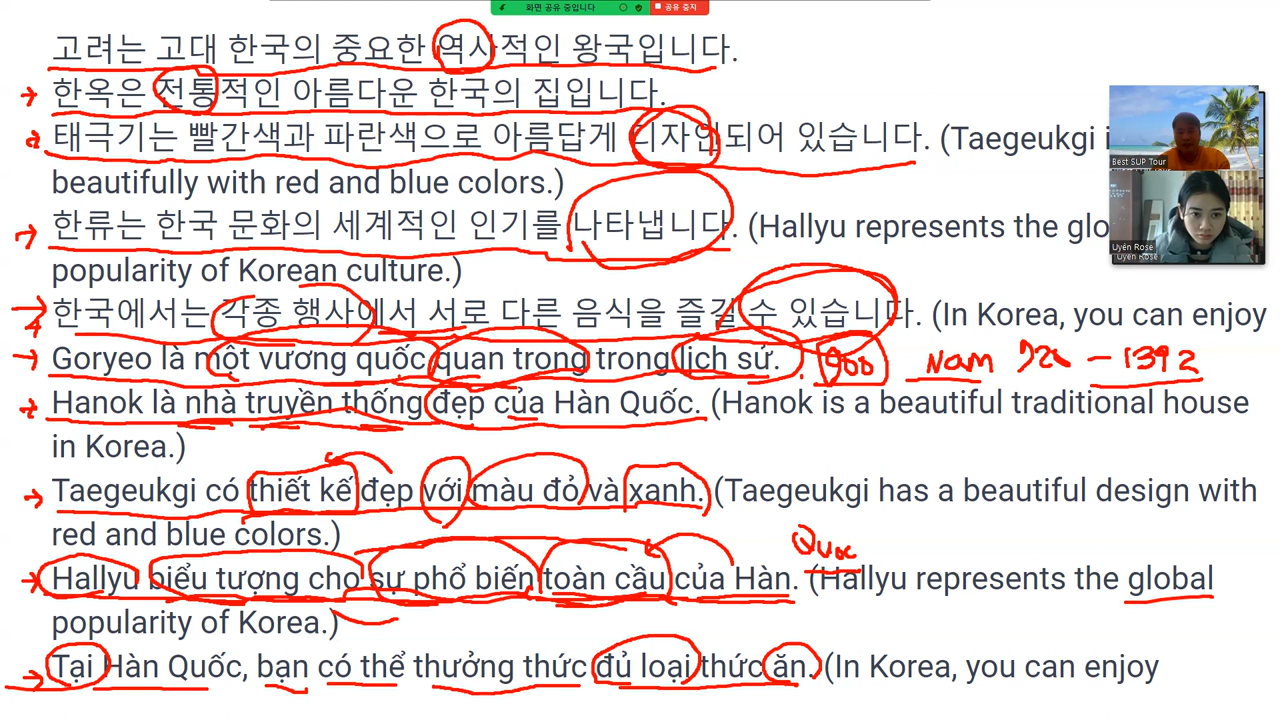 화면 공유 중입니다 공유 중지
고려는 고대 한국의 중요한 역사적인 왕국입니다.
한옥은 전통적인 아름다운 한국의 집입니다.
태극기는 빨간색과 파란색으로 아름답게 디자인되어 있습니다. (Taegeukgi i
beautifully with red and blue colors.)
한류는 한국 문화의 세계적인 인기를 나타냅니다. (Hallyu represents the glo
popularity of Korean culture.)
한국에서는 각종 행사에서 서로 다른 음식을 즐길 수 있습니다. (In Korea, you can enjoy
Goryeo là một vương quốc quan trong trong lịch sử. 900 Nam 920 - 1392
Hanok là nhà truyền thống đẹp của Hàn Quốc. (Hanok is a beautiful traditional house
in Korea.)
Taegeukgi có thiết kế đẹp với màu đỏ và xanh. (Taegeukgi has a beautiful design with
red and blue colors.)
Quoc
Hallyu biểu tượng cho sự phổ biến toàn cầu của Hàn. (Hallyu represents the global
popularity of Korea.)
Tại Hàn Quốc, bạn có thể thưởng thức đủ loại thức ăn. (In Korea, you can enjoy
Best SUP Tour
Uyên Rose
Uyên Rose